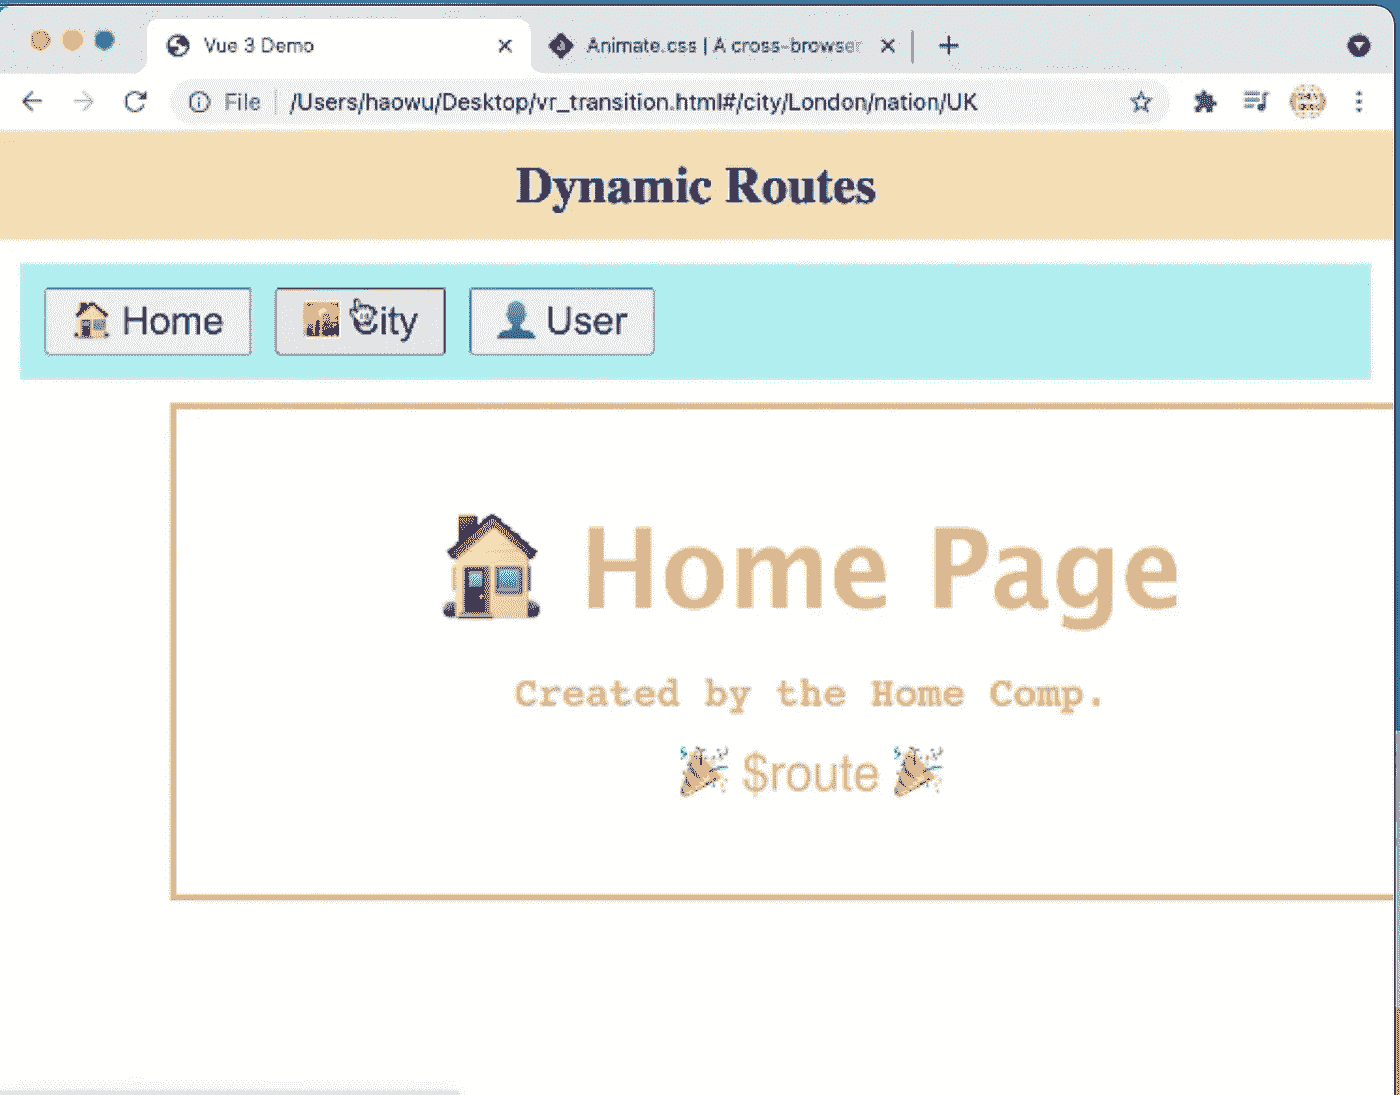 Vue 3 Demo
Animate.css | A cross-browser
File /Users/haowu/Desktop/vr_transition.html#/city/London/nation/UK
Dynamic Routes
Home City User
Home Page
Created by the Home Comp.
$route